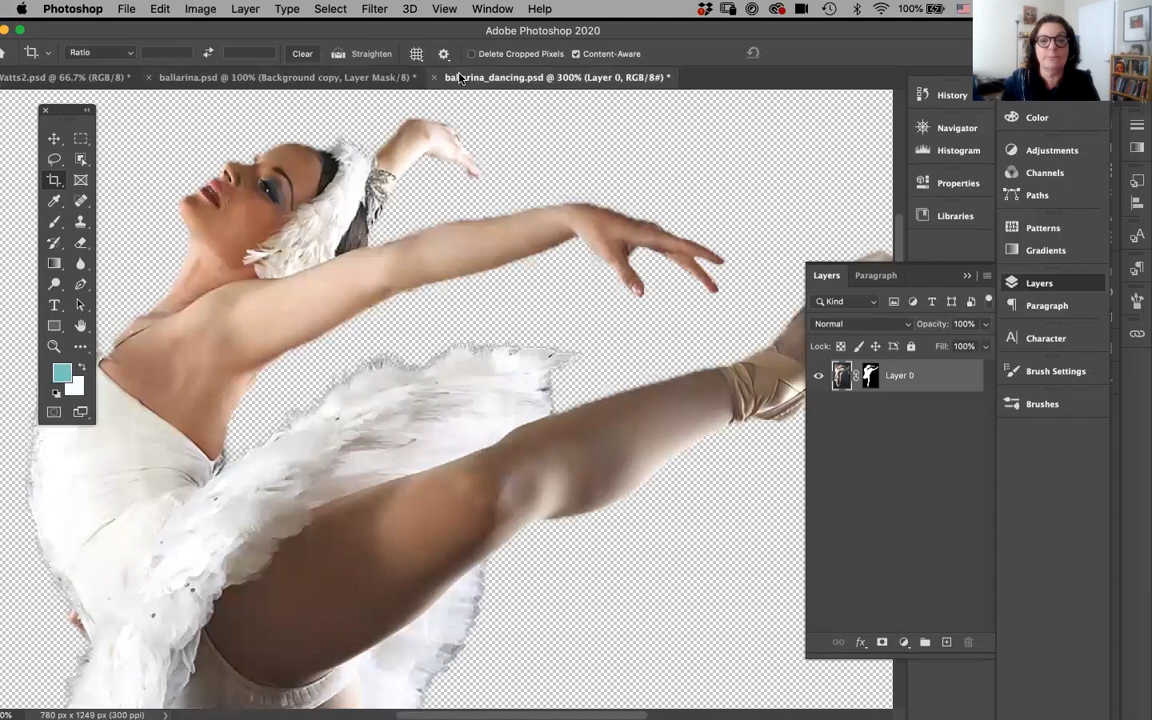 Photoshop File Edit Image Layer Type Select Filter 3D View Window Help 100%
Adobe Photoshop 2020
Ratio Clear Straighten Delete Cropped Pixels Content-Aware
Watts2.psd @ 66.7% (RGB/8) * ballarina.psd @ 100% (Background copy, Layer Mask/8) * ballarina_dancing.psd @ 300% (Layer 0, RGB/8#) *
History
Navigator
Histogram
Properties
Libraries
Color
Adjustments
Channels
Paths
Patterns
Gradients
Layers
Paragraph
Character
Brush Settings
Brushes
Layers Paragraph
Kind
Normal Opacity: 100%
Lock: Fill: 100%
Layer 0
fx
780 px x 1249 px (300 ppi)